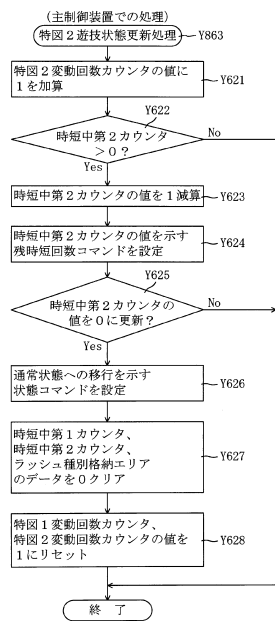 (主制御装置での処理)
特図2遊技状態更新処理
Y863
特図2変動回数カウンタの値に
1を加算
Y621
Y622
時短中第2カウンタ
>0?
No
Yes
時短中第2カウンタの値を1減算
Y623
時短中第2カウンタの値を示す
残時短回数コマンドを設定
Y624
Y625
時短中第2カウンタの
値を0に更新?
No
Yes
通常状態への移行を示す
状態コマンドを設定
Y626
時短中第1カウンタ、
時短中第2カウンタ、
ラッシュ種別格納エリア
のデータを0クリア
Y627
特図1変動回数カウンタ、
特図2変動回数カウンタの値を
1にリセット
Y628
終了